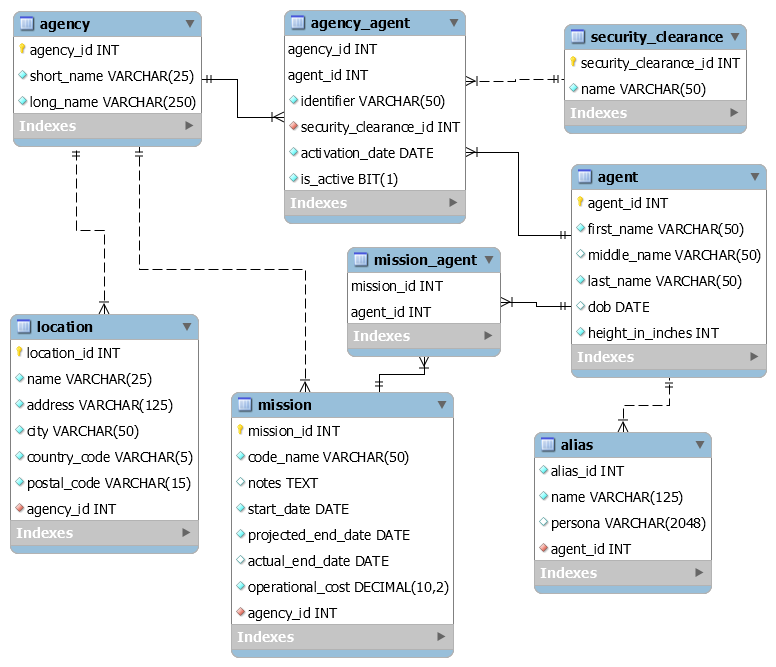 agency
agency_id INT
short_name VARCHAR(25)
long_name VARCHAR(250)
Indexes
agency_agent
agency_id INT
agent_id INT
identifier VARCHAR(50)
security_clearance_id INT
activation_date DATE
is_active BIT(1)
Indexes
security_clearance
security_clearance_id INT
name VARCHAR(50)
Indexes
agent
agent_id INT
first_name VARCHAR(50)
middle_name VARCHAR(50)
last_name VARCHAR(50)
dob DATE
height_in_inches INT
Indexes
mission_agent
mission_id INT
agent_id INT
Indexes
location
location_id INT
name VARCHAR(25)
address VARCHAR(125)
city VARCHAR(50)
country_code VARCHAR(5)
postal_code VARCHAR(15)
agency_id INT
Indexes
mission
mission_id INT
code_name VARCHAR(50)
notes TEXT
start_date DATE
projected_end_date DATE
actual_end_date DATE
operational_cost DECIMAL(10,2)
agency_id INT
Indexes
alias
alias_id INT
name VARCHAR(125)
persona VARCHAR(2048)
agent_id INT
Indexes